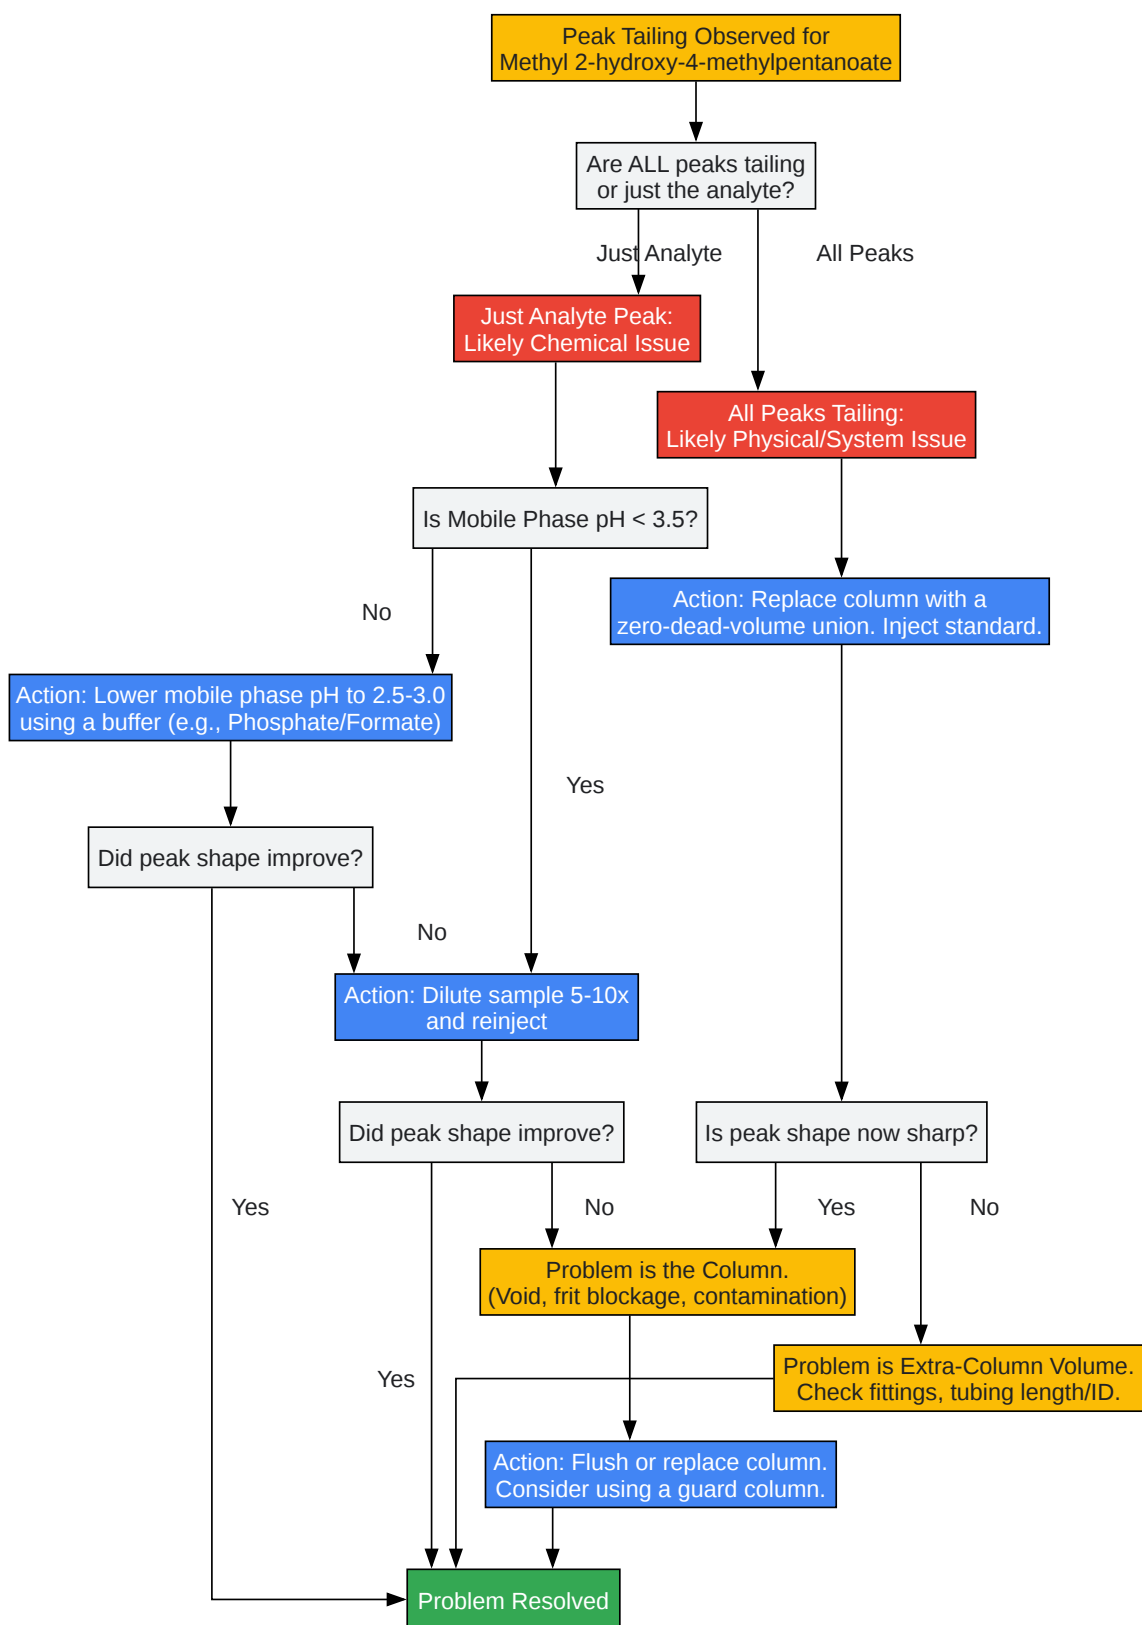 Peak Tailing Observed for
Methyl 2-hydroxy-4-methylpentanoate
Are ALL peaks tailing
or just the analyte?
Just Analyte
All Peaks
Just Analyte Peak:
Likely Chemical Issue
All Peaks Tailing:
Likely Physical/System Issue
Is Mobile Phase pH < 3.5?
Action: Replace column with a
zero-dead-volume union. Inject standard.
No
Action: Lower mobile phase pH to 2.5-3.0
using a buffer (e.g., Phosphate/Formate)
Yes
Did peak shape improve?
No
Action: Dilute sample 5-10x
and reinject
Did peak shape improve?
Is peak shape now sharp?
Yes
No
Yes
No
Problem is the Column.
(Void, frit blockage, contamination)
Problem is Extra-Column Volume.
Check fittings, tubing length/ID.
Yes
Action: Flush or replace column.
Consider using a guard column.
Problem Resolved